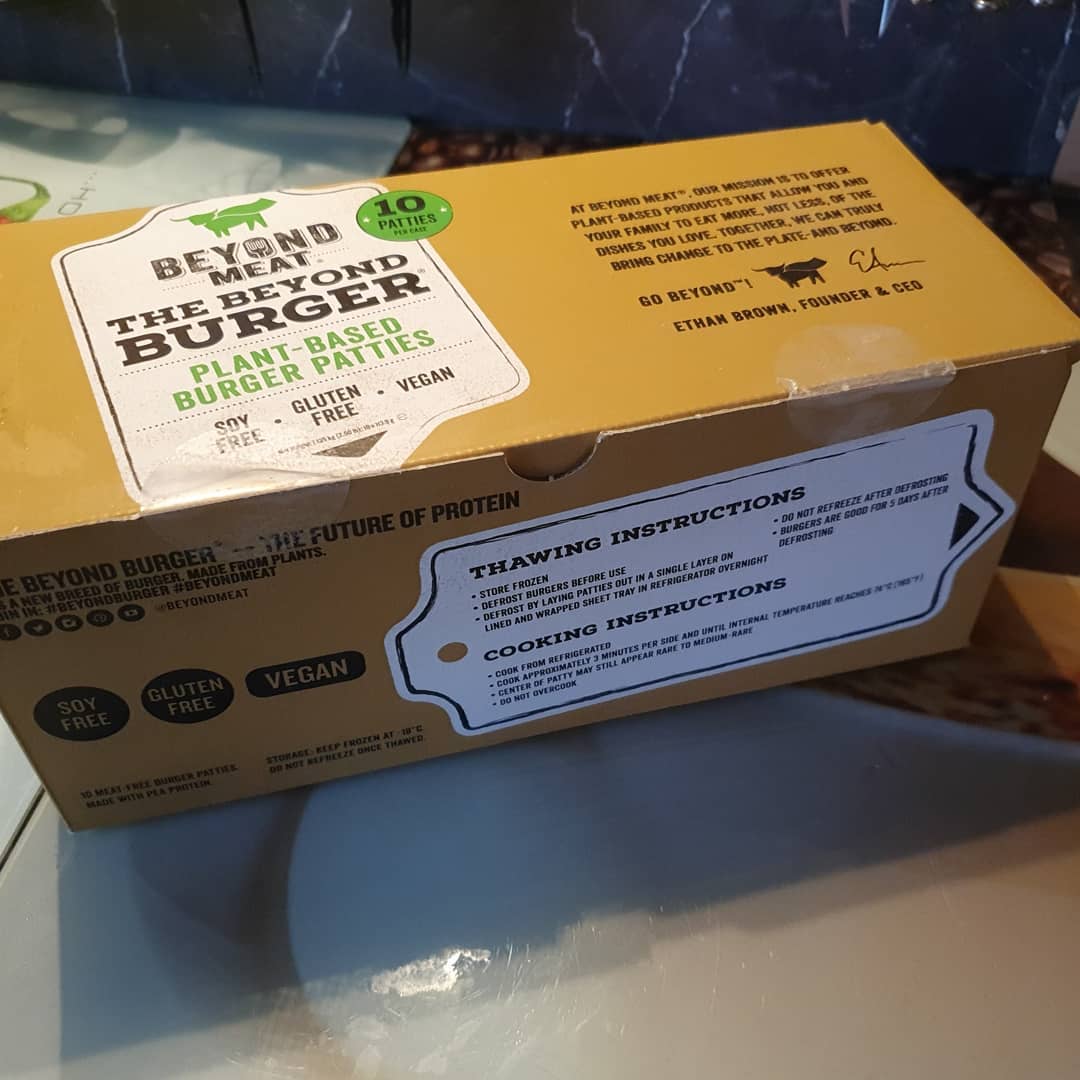 10
PATTIES
PER CASE
BEYOND
MEAT®
THE BEYOND
BURGER®
PLANT-BASED
BURGER PATTIES
SOY FREE • GLUTEN FREE • VEGAN
AT BEYOND MEAT®, OUR MISSION IS TO OFFER
PLANT-BASED PRODUCTS THAT ALLOW YOU AND
YOUR FAMILY TO EAT MORE, NOT LESS, OF THE
DISHES YOU LOVE. TOGETHER, WE CAN TRULY
BRING CHANGE TO THE PLATE-AND BEYOND.
GO BEYOND™!
ETHAN BROWN, FOUNDER & CEO
BEYOND BURGER
THE FUTURE OF PROTEIN
A NEW BREED OF BURGER, MADE FROM PLANTS.
IN: #BEYONDBURGER #BEYONDMEAT
@BEYONDMEAT
SOY
FREE
GLUTEN
FREE
VEGAN
10 MEAT-FREE BURGER PATTIES
MADE WITH PEA PROTEIN.
STORAGE: KEEP FROZEN AT -18°C
DO NOT REFREEZE ONCE THAWED.
THAWING INSTRUCTIONS
• STORE FROZEN
• DEFROST BURGERS BEFORE USE
• DEFROST BY LAYING PATTIES OUT IN A SINGLE LAYER ON
LINED AND WRAPPED SHEET TRAY IN REFRIGERATOR OVERNIGHT
• DO NOT REFREEZE AFTER DEFROSTING
• BURGERS ARE GOOD FOR 5 DAYS AFTER
DEFROSTING
COOKING INSTRUCTIONS
• COOK FROM REFRIGERATED
• COOK APPROXIMATELY 3 MINUTES PER SIDE AND UNTIL INTERNAL TEMPERATURE REACHES 74°C (165°F)
• CENTER OF PATTY MAY STILL APPEAR RARE TO MEDIUM-RARE
• DO NOT OVERCOOK